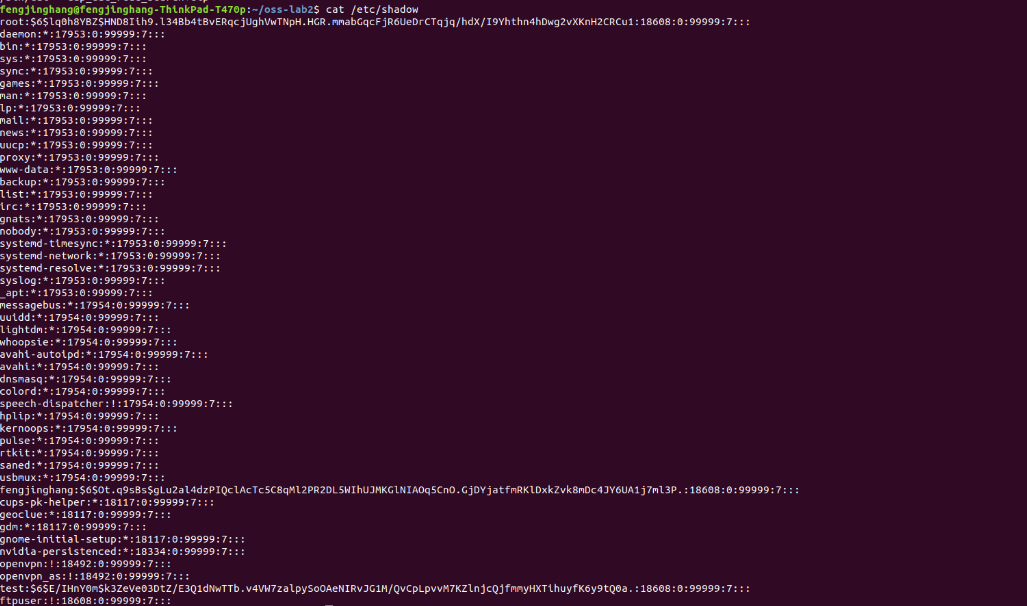 fengjinghang@fengjinghang-ThinkPad-T470p:~/oss-lab2$ cat /etc/shadow
root:$6$lq0h8YBZ$HND8Ilh9.l34Bb4tBvERqcjUghVwTNpH.HGR.mmabGqcFjR6UeDrCTqjq/hdX/I9Yhthn4hDwg2vXKnH2CRCu1:18608:0:99999:7:::
daemon:*:17953:0:99999:7:::
bin:*:17953:0:99999:7:::
sys:*:17953:0:99999:7:::
sync:*:17953:0:99999:7:::
games:*:17953:0:99999:7:::
man:*:17953:0:99999:7:::
lp:*:17953:0:99999:7:::
mail:*:17953:0:99999:7:::
news:*:17953:0:99999:7:::
uucp:*:17953:0:99999:7:::
proxy:*:17953:0:99999:7:::
www-data:*:17953:0:99999:7:::
backup:*:17953:0:99999:7:::
list:*:17953:0:99999:7:::
irc:*:17953:0:99999:7:::
gnats:*:17953:0:99999:7:::
nobody:*:17953:0:99999:7:::
systemd-timesync:*:17953:0:99999:7:::
systemd-network:*:17953:0:99999:7:::
systemd-resolve:*:17953:0:99999:7:::
syslog:*:17953:0:99999:7:::
_apt:*:17953:0:99999:7:::
messagebus:*:17954:0:99999:7:::
uuidd:*:17954:0:99999:7:::
lightdm:*:17954:0:99999:7:::
whoopsie:*:17954:0:99999:7:::
avahi-autoipd:*:17954:0:99999:7:::
avahi:*:17954:0:99999:7:::
dnsmasq:*:17954:0:99999:7:::
colord:*:17954:0:99999:7:::
speech-dispatcher:!:17954:0:99999:7:::
hplip:*:17954:0:99999:7:::
kernoops:*:17954:0:99999:7:::
pulse:*:17954:0:99999:7:::
rtkit:*:17954:0:99999:7:::
saned:*:17954:0:99999:7:::
usbmux:*:17954:0:99999:7:::
fengjinghang:$6$Ot.q9sBs$gLu2al4dzPIQclAcTc5C8qMl2PR2DL5WIhUJMKGlNIAOq5CnO.GjDYjatfmRKlDxkZvk8mDc4JY6UA1j7ml3P.:18608:0:99999:7:::
cups-pk-helper:*:18117:0:99999:7:::
geoclue:*:18117:0:99999:7:::
gdm:*:18117:0:99999:7:::
gnome-initial-setup:*:18117:0:99999:7:::
nvidia-persistenced:*:18334:0:99999:7:::
openvpn:!:18492:0:99999:7:::
openvpn_as:!:18492:0:99999:7:::
test:$6$E/IHnY0m$k3ZeVe03DtZ/E3Q1dNwTTb.v4VW7zalpySoOAeNIRvJG1M/QvCpLpvvM7KZlnjcQjfmmyHXTihuyfK6y9tQ0a.:18608:0:99999:7:::
ftpuser:!:18608:0:99999:7:::